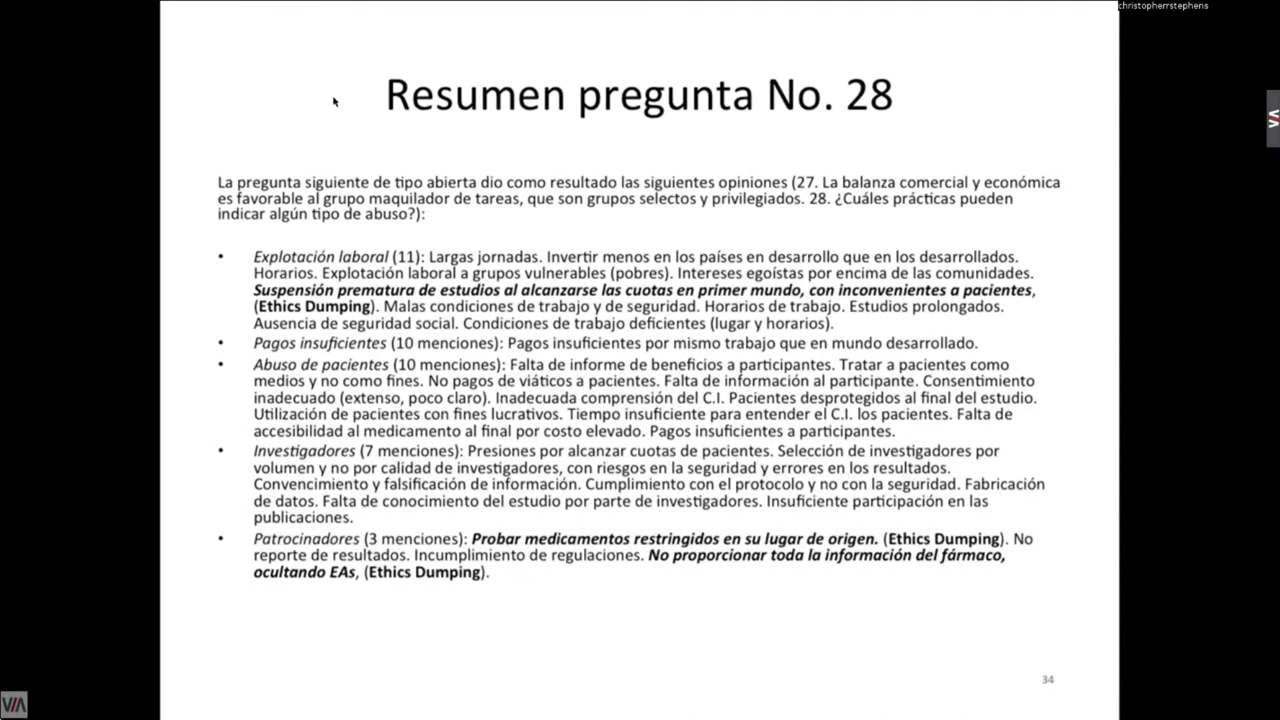 christopherrstephens
Resumen pregunta No. 28
La pregunta siguiente de tipo abierta dio como resultado las siguientes opiniones (27. La balanza comercial y económica
es favorable al grupo maquilador de tareas, que son grupos selectos y privilegiados. 28. ¿Cuáles prácticas pueden
indicar algún tipo de abuso?):
• Explotación laboral (11): Largas jornadas. Invertir menos en los países en desarrollo que en los desarrollados.
Horarios. Explotación laboral a grupos vulnerables (pobres). Intereses egoístas por encima de las comunidades.
Suspensión prematura de estudios al alcanzarse las cuotas en primer mundo, con inconvenientes a pacientes,
(Ethics Dumping). Malas condiciones de trabajo y de seguridad. Horarios de trabajo. Estudios prolongados.
Ausencia de seguridad social. Condiciones de trabajo deficientes (lugar y horarios).
• Pagos insuficientes (10 menciones): Pagos insuficientes por mismo trabajo que en mundo desarrollado.
• Abuso de pacientes (10 menciones): Falta de informe de beneficios a participantes. Tratar a pacientes como
medios y no como fines. No pagos de viáticos a pacientes. Falta de información al participante. Consentimiento
inadecuado (extenso, poco claro). Inadecuada comprensión del C.I. Pacientes desprotegidos al final del estudio.
Utilización de pacientes con fines lucrativos. Tiempo insuficiente para entender el C.I. los pacientes. Falta de
accesibilidad al medicamento al final por costo elevado. Pagos insuficientes a participantes.
• Investigadores (7 menciones): Presiones por alcanzar cuotas de pacientes. Selección de investigadores por
volumen y no por calidad de investigadores, con riesgos en la seguridad y errores en los resultados.
Convencimiento y falsificación de información. Cumplimiento con el protocolo y no con la seguridad. Fabricación
de datos. Falta de conocimiento del estudio por parte de investigadores. Insuficiente participación en las
publicaciones.
• Patrocinadores (3 menciones): Probar medicamentos restringidos en su lugar de origen. (Ethics Dumping). No
reporte de resultados. Incumplimiento de regulaciones. No proporcionar toda la información del fármaco,
ocultando EAs, (Ethics Dumping).
34
VIA